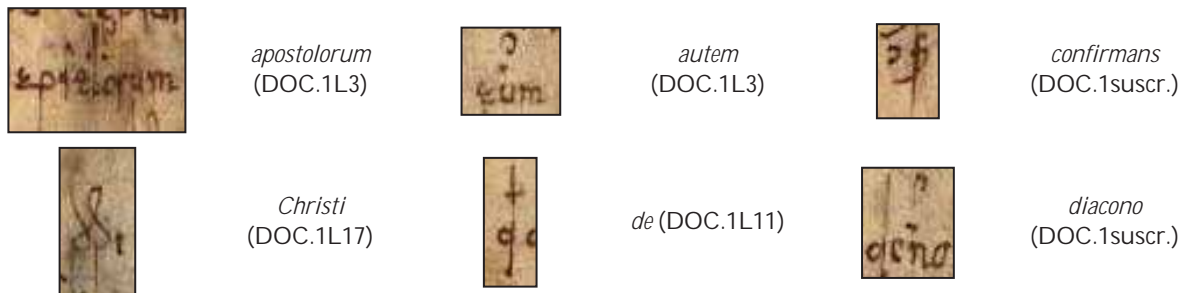 apostolorum autem confirmans
(DOC.1L3) (DOC.1L3) (DOC.1suscr.)
Christi de (DOC.1L11) diacono
(DOC.1L17) (DOC.1suscr.)